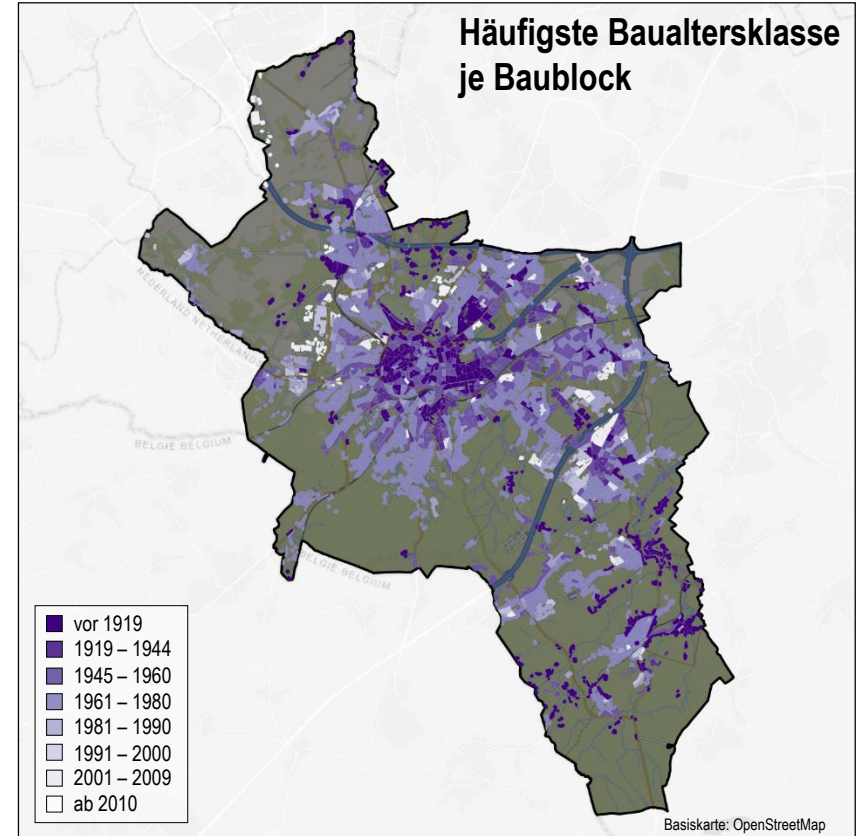 Häufigste Baualtersklasse
je Baublock
NEDERLAND NETHERLANDS
BELGIË BELGIUM
BELGIË BELGIUM
vor 1919
1919 – 1944
1945 – 1960
1961 – 1980
1981 – 1990
1991 – 2000
2001 – 2009
ab 2010
Basiskarte: OpenStreetMap